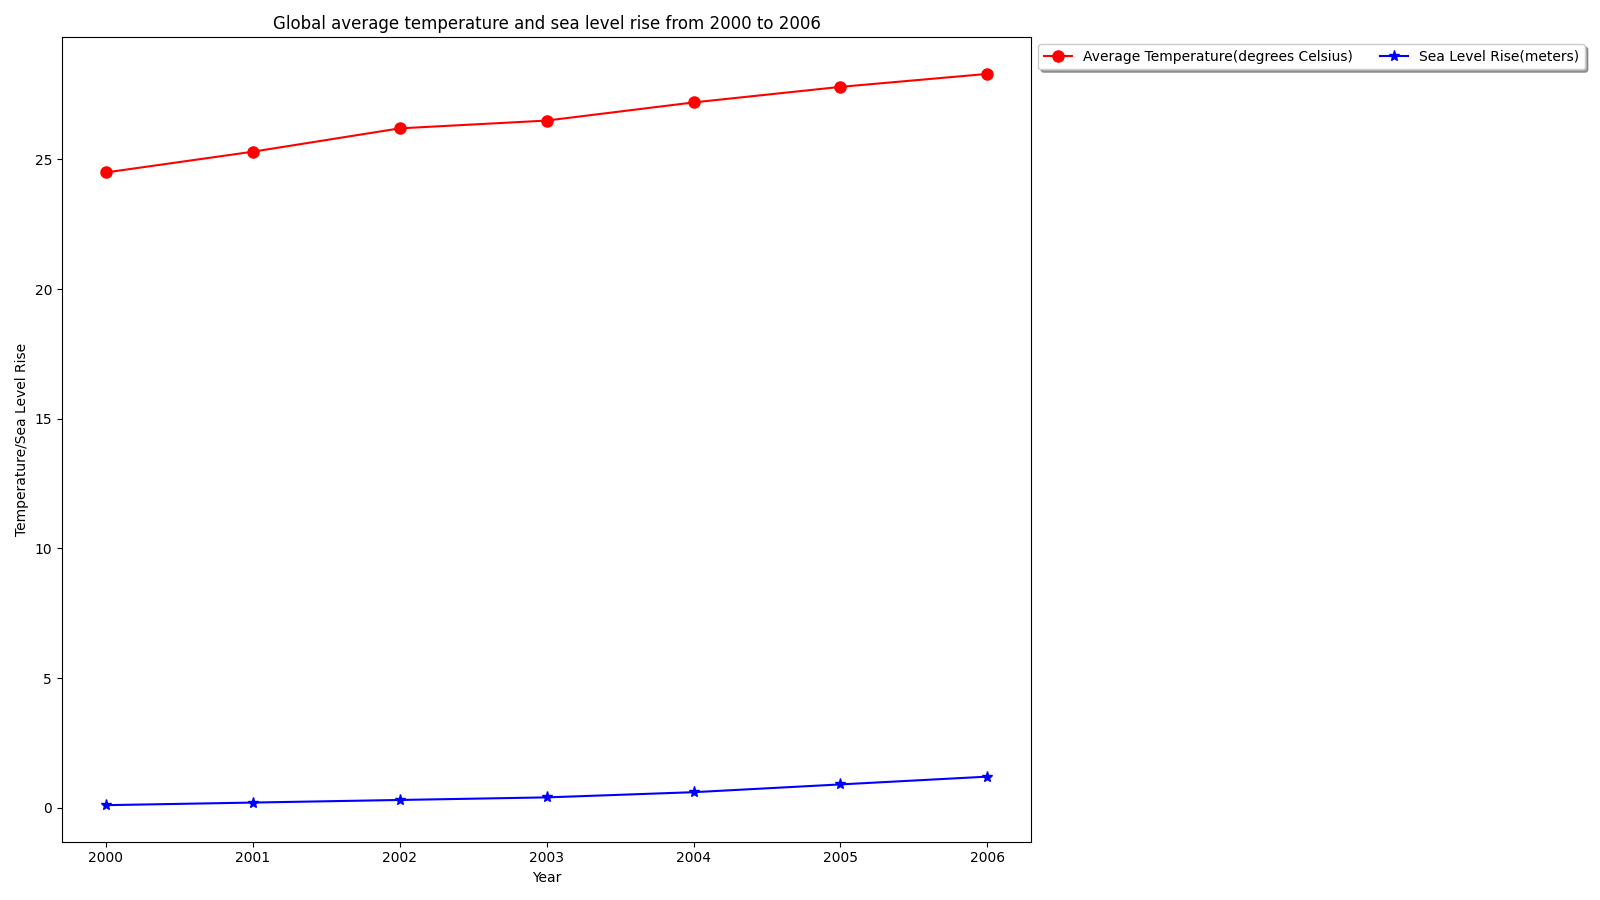 Global average temperature and sea level rise from 2000 to 2006
Average Temperature(degrees Celsius)
Sea Level Rise(meters)
Temperature/Sea Level Rise
25
20
15
10
5
0
2000 2001 2002 2003 2004 2005 2006
Year